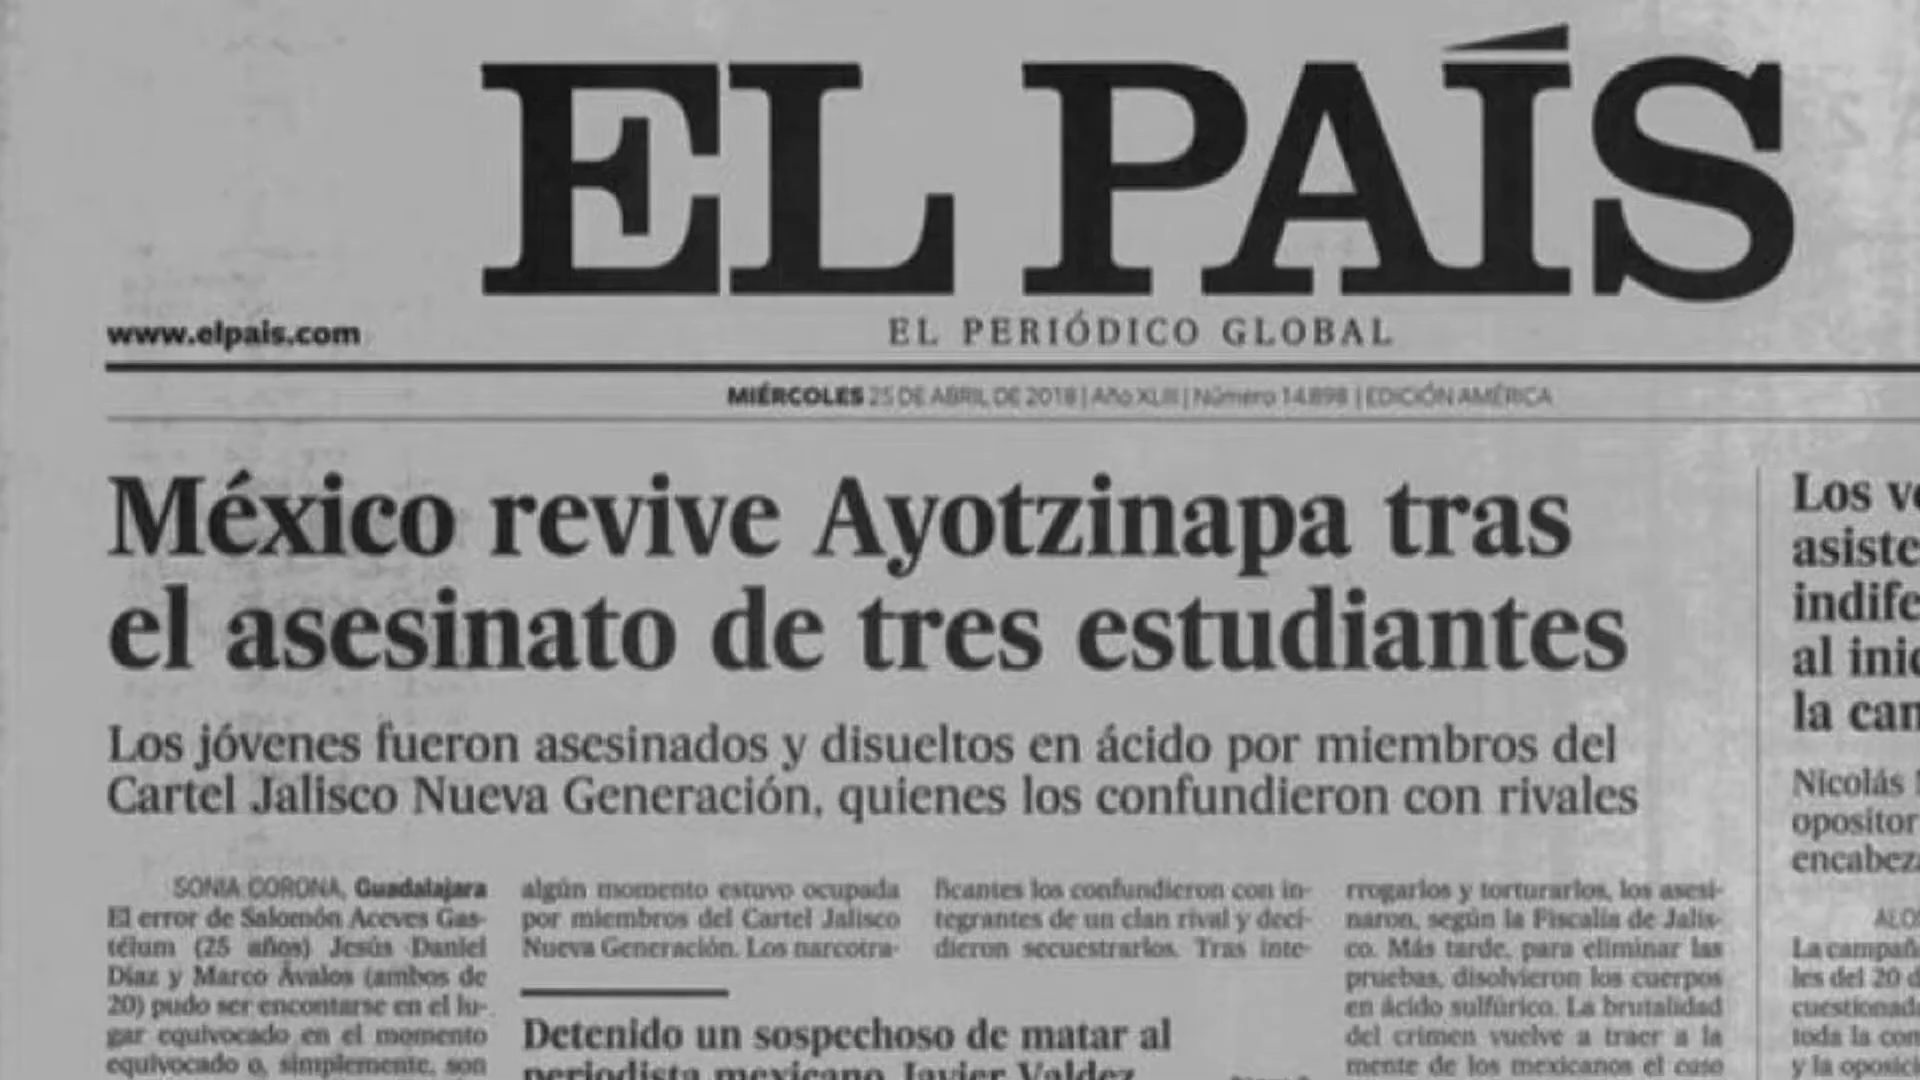 EL PAÍS
EL PERIÓDICO GLOBAL
www.elpais.com
MIÉRCOLES 25 DE ABRIL DE 2018 | Año XLIII | Número 14.898 | EDICIÓN AMÉRICA
México revive Ayotzinapa tras
el asesinato de tres estudiantes
Los jóvenes fueron asesinados y disueltos en ácido por miembros del
Cartel Jalisco Nueva Generación, quienes los confundieron con rivales
SONIA CORONA, Guadalajara
El error de Salomón Aceves Gas-
télum (25 años) Jesús Daniel
Díaz y Marco Ávalos (ambos de
20) pudo ser encontarse en el lu-
gar equivocado en el momento
equivocado o, simplemente, son
algún momento estuvo ocupada
por miembros del Cartel Jalisco
Nueva Generación. Los narcotra-
ficantes los confundieron con in-
tegrantes de un clan rival y deci-
dieron secuestrarlos. Tras inte-
rrogarlos y torturarlos, los asesi-
naron, según la Fiscalía de Jalis-
co. Más tarde, para eliminar las
pruebas, disolvieron los cuerpos
en ácido sulfúrico. La brutalidad
del crimen vuelve a traer a la
mente de los mexicanos el caso
Detenido un sospechoso de matar al
periodista mexicano Javier Valdez
Los
asiste
indife
al ini
la
Nicolás
opositor
encabez
La campañ
les del 20 d
cuestionad
toda la con
y la oposici